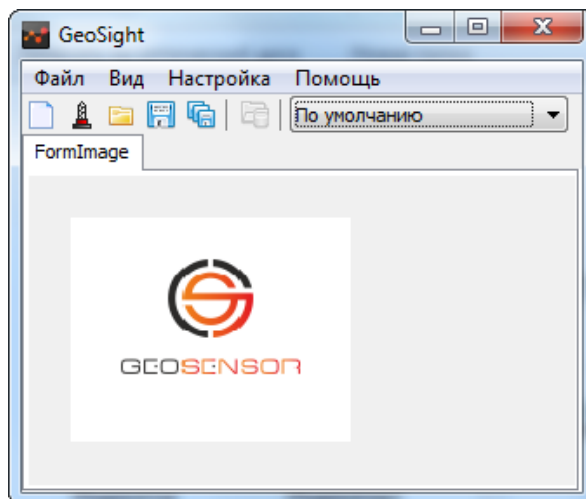 GeoSight
Файл Вид Настройка Помощь
По умолчанию
FormImage
GEOSENSOR